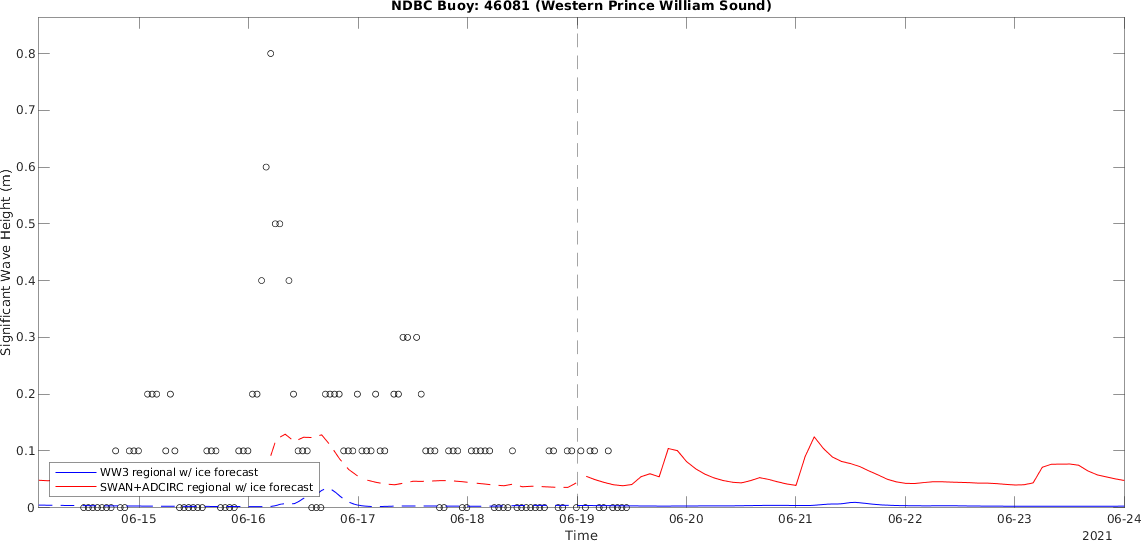 NDBC Buoy: 46081 (Western Prince William Sound)
0.8
0.7
0.6
0.5
0.4
0.3
0.2
0.1
0
Significant Wave Height (m)
WW3 regional w/ ice forecast
SWAN+ADCIRC regional w/ ice forecast
06-15 06-16 06-17 06-18 06-19 06-20 06-21 06-22 06-23 06-24
Time
2021